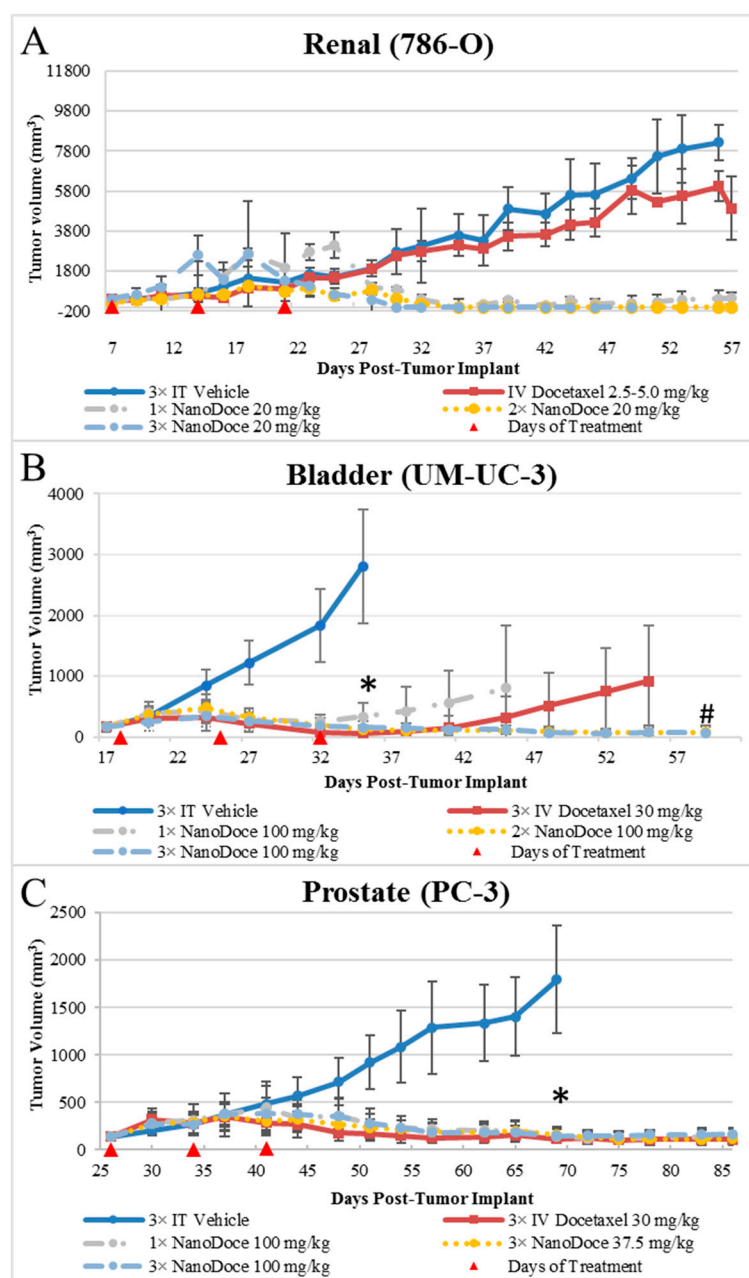 A
Renal (786-O)
11800
9800
7800
5800
3800
1800
-200
Tumor volume (mm³)
7 12 17 22 27 32 37 42 47 52 57
Days Post-Tumor Implant
3× IT Vehicle IV Docetaxel 2.5-5.0 mg/kg
1× NanoDoce 20 mg/kg 2× NanoDoce 20 mg/kg
3× NanoDoce 20 mg/kg Days of Treatment
B
Bladder (UM-UC-3)
4000
3000
2000
1000
0
Tumor Volume (mm³)
*
#
17 22 27 32 37 42 47 52 57
Days Post-Tumor Implant
3× IT Vehicle 3× IV Docetaxel 30 mg/kg
1× NanoDoce 100 mg/kg 2× NanoDoce 100 mg/kg
3× NanoDoce 100 mg/kg Days of Treatment
C
Prostate (PC-3)
2500
2000
1500
1000
500
0
Tumor Volume (mm³)
*
25 30 35 40 45 50 55 60 65 70 75 80 85
Days Post-Tumor Implant
3× IT Vehicle 3× IV Docetaxel 30 mg/kg
1× NanoDoce 100 mg/kg 3× NanoDoce 37.5 mg/kg
3× NanoDoce 100 mg/kg Days of Treatment